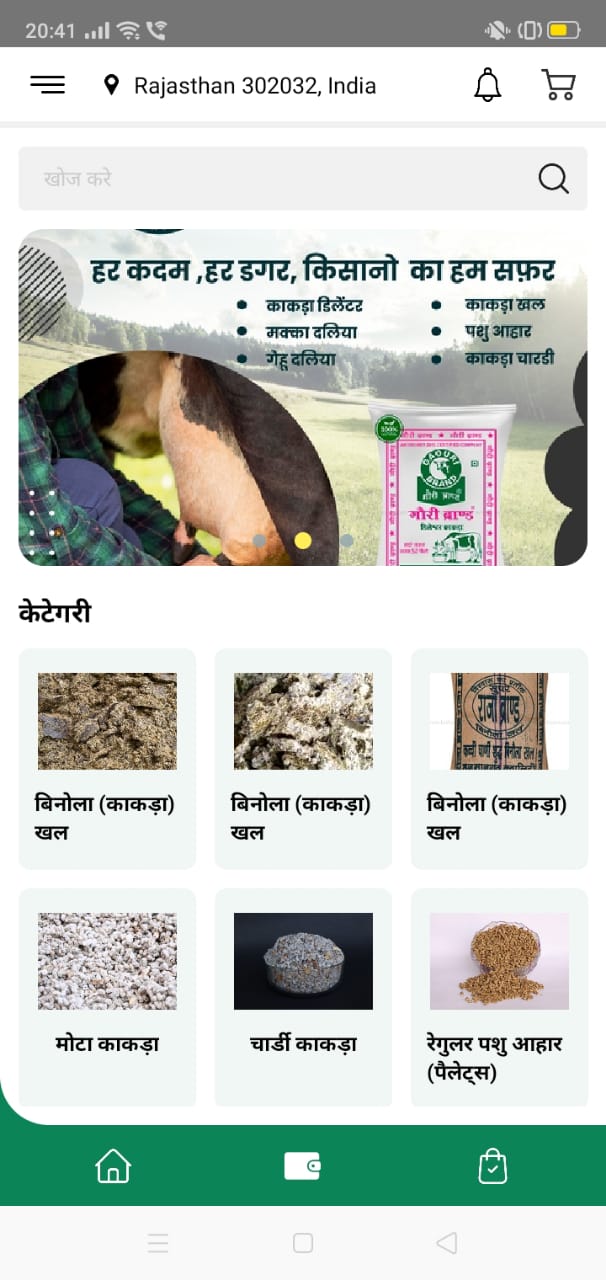 20:41
Rajasthan 302032, India
खोज करे
हर कदम ,हर डगर, किसानो का हम सफ़र
काकड़ा डिलेंटर
काकड़ा खल
मक्का दलिया
पशु आहार
गेहू दलिया
काकड़ा चारडी
100%
GAOURI
BRAND
गौरी ब्राण्ड
गौरी ब्राण्ड
केटेगरी
राजा ब्राण्ड
बिनोला (काकड़ा)
खल
बिनोला (काकड़ा)
खल
बिनोला (काकड़ा)
खल
मोटा काकड़ा
चार्डी काकड़ा
रेगुलर पशु आहार
(पैलेट्स)